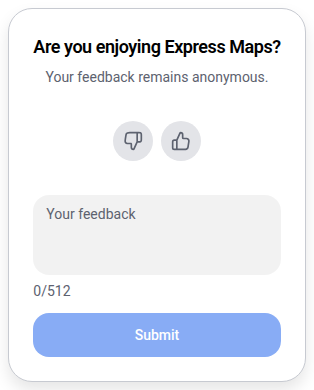 Are you enjoying Express Maps?
Your feedback remains anonymous.
Your feedback
0/512
Submit